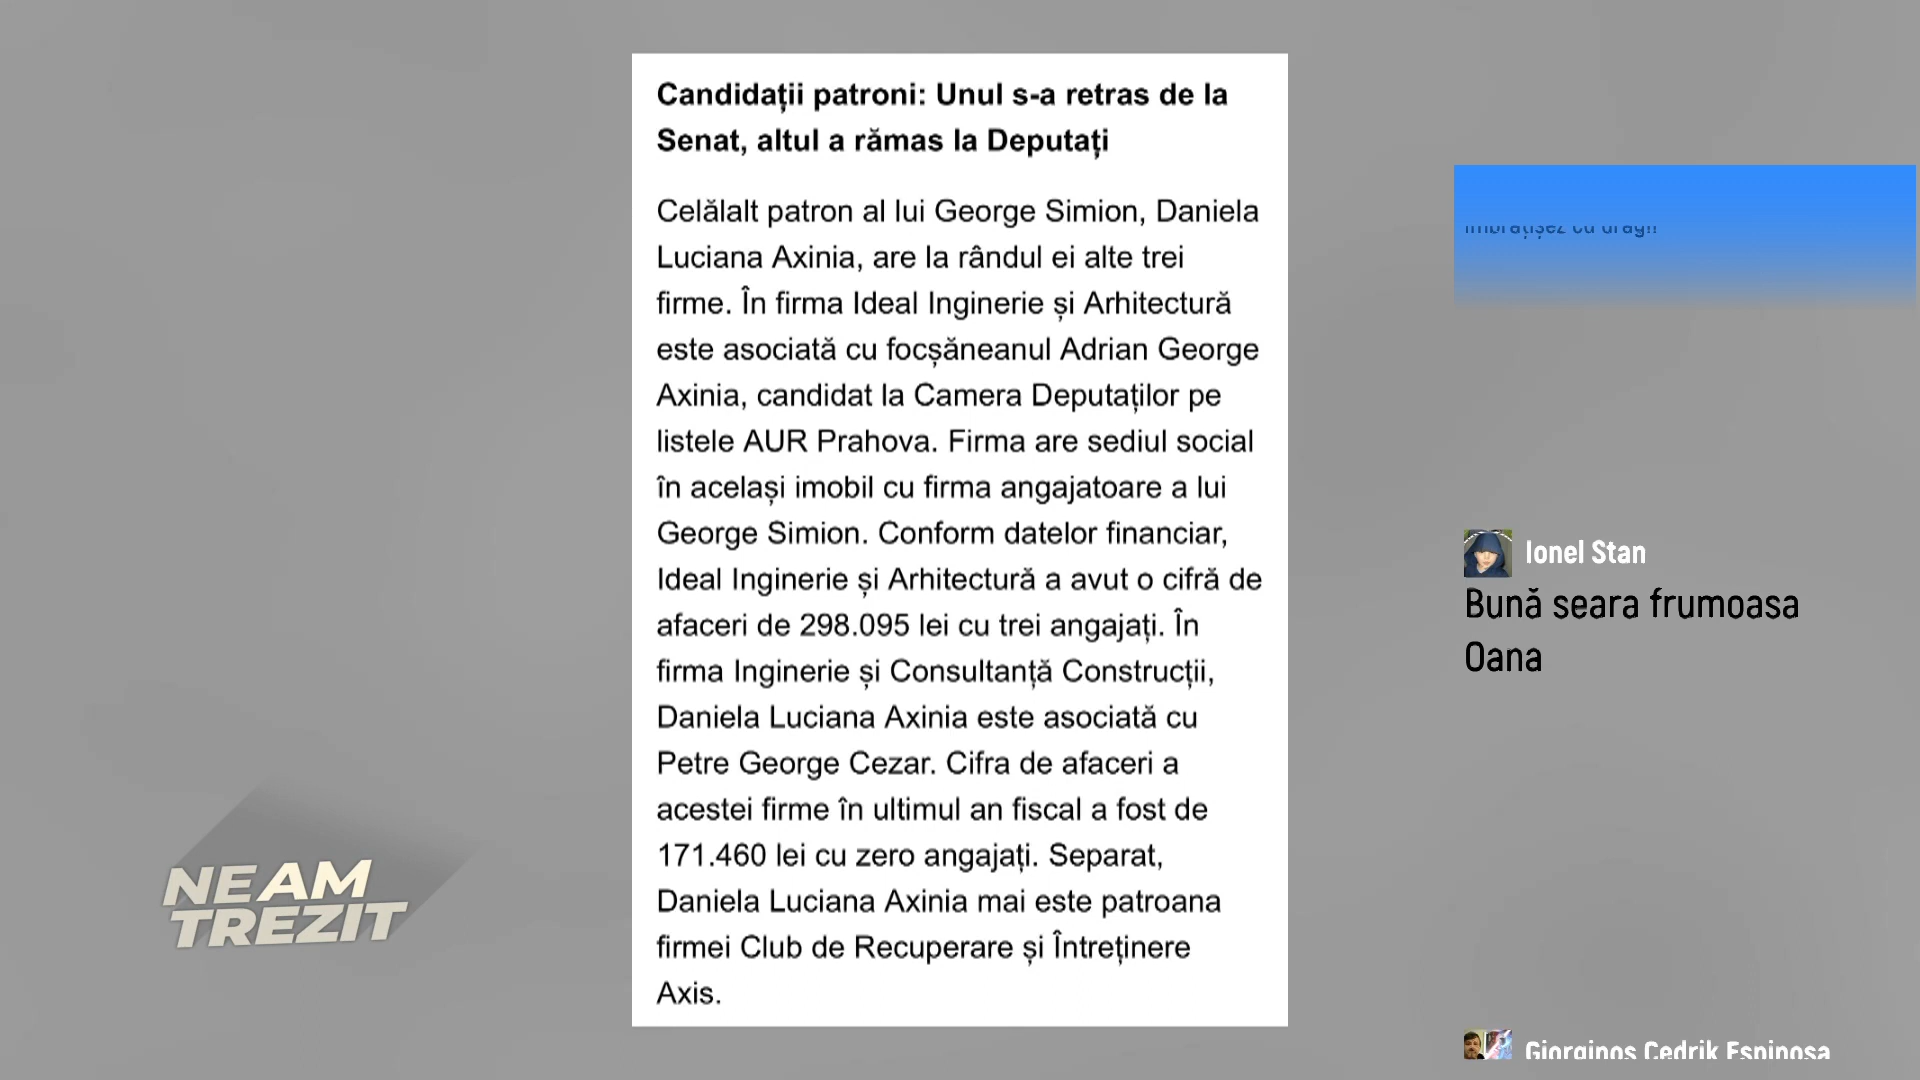 Candidații patroni: Unul s-a retras de la
Senat, altul a rămas la Deputați
Celălalt patron al lui George Simion, Daniela
Luciana Axinia, are la rândul ei alte trei
firme. În firma Ideal Inginerie și Arhitectură
este asociată cu focșăneanul Adrian George
Axinia, candidat la Camera Deputaților pe
listele AUR Prahova. Firma are sediul social
în același imobil cu firma angajatoare a lui
George Simion. Conform datelor financiar,
Ideal Inginerie și Arhitectură a avut o cifră de
afaceri de 298.095 lei cu trei angajați. În
firma Inginerie și Consultanță Construcții,
Daniela Luciana Axinia este asociată cu
Petre George Cezar. Cifra de afaceri a
acestei firme în ultimul an fiscal a fost de
171.460 lei cu zero angajați. Separat,
Daniela Luciana Axinia mai este patroana
firmei Club de Recuperare și Întreținere
Axis.
NE AM
TREZIT
îmbrățișez cu drag!!
Ionel Stan
Bună seara frumoasa
Oana
Giorginos Cedrik Espinosa